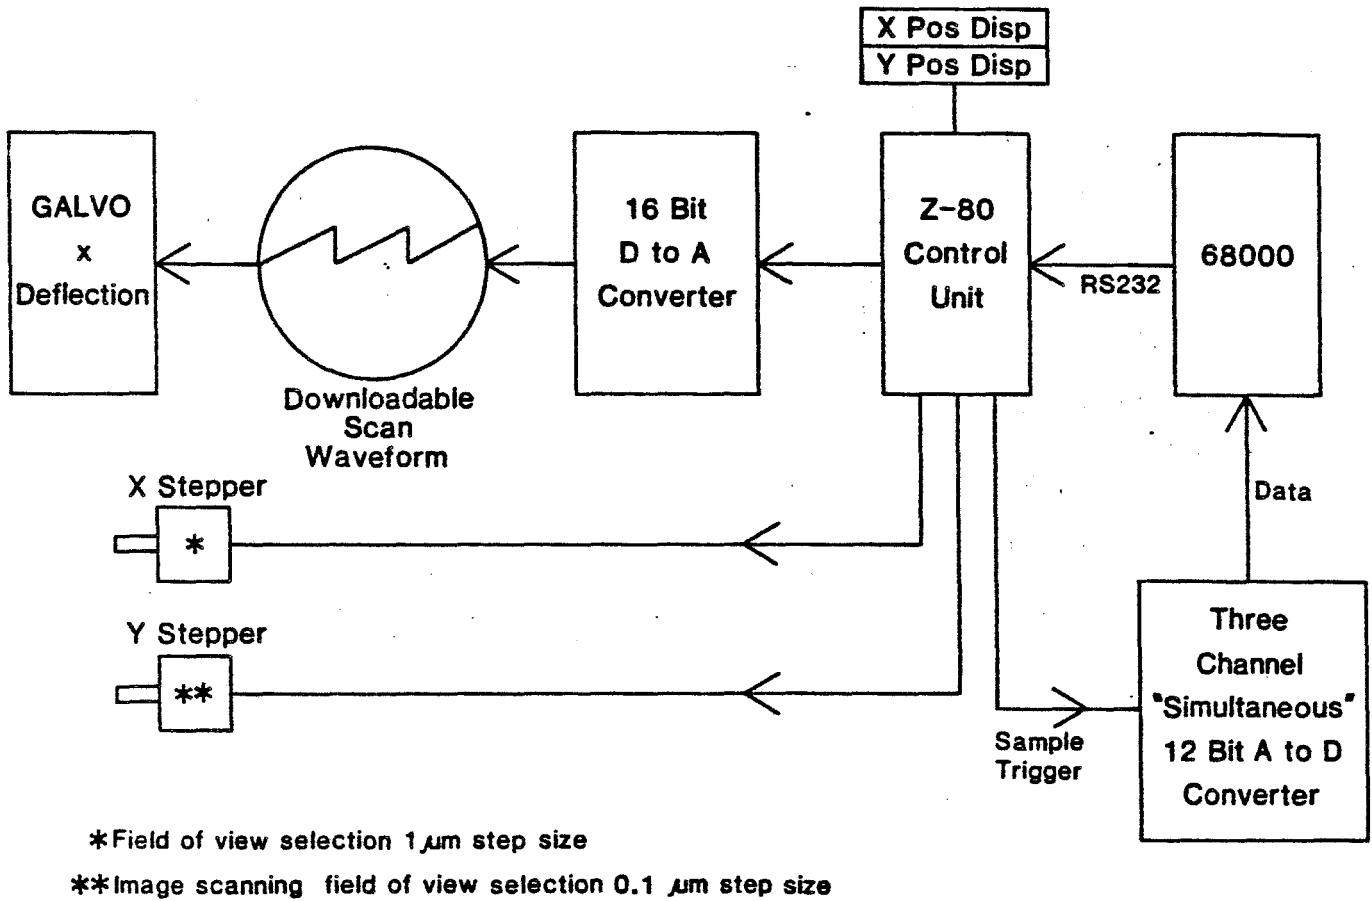 X Pos Disp
Y Pos Disp
GALVO
x
Deflection
Downloadable
Scan
Waveform
16 Bit
D to A
Converter
Z-80
Control
Unit
RS232
68000
Data
X Stepper
*
Y Stepper
**
Sample
Trigger
Three
Channel
"Simultaneous"
12 Bit A to D
Converter
*Field of view selection 1 μm step size
**Image scanning field of view selection 0.1 μm step size